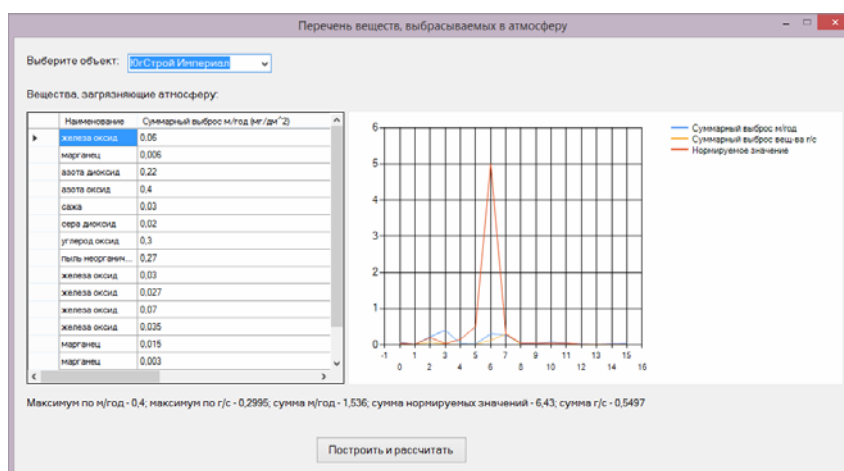 Перечень веществ, выбрасываемых в атмосферу
Выберите объект: ЮгСтрой Империал
Вещества, загрязняющие атмосферу:
Наименование Суммарный выброс м/год (мг/дм^2)
железа оксид 0.06
марганец 0,006
азота диоксид 0.22
азота оксид 0,4
сажа 0,03
сера диоксид 0,02
углерод оксид 0,3
пыль неорганич... 0,27
железа оксид 0,03
железа оксид 0.027
железа оксид 0,07
железа оксид 0,035
марганец 0,015
марганец 0,003
6
5
4
3
2
1
0
-1 1 3 5 7 9 11 13 15
0 2 4 6 8 10 12 14 16
Суммарный выброс м/год
Суммарный выброс вещ-ва г/с
Нормируемое значение
Максимум по м/год - 0,4; максимум по г/с - 0,2995; сумма м/год - 1,536; сумма нормируемых значений - 6,43; сумма г/с - 0,5497
Построить и рассчитать